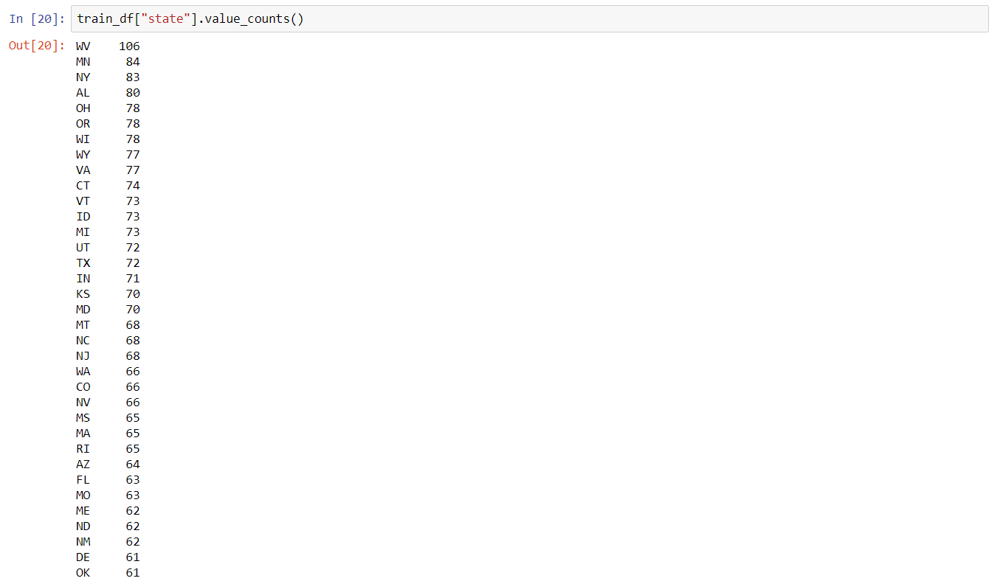 In [20]: train_df["state"].value_counts()
Out[20]: WV 106
MN 84
NY 83
AL 80
OH 78
OR 78
WI 78
WY 77
VA 77
CT 74
VT 73
ID 73
MI 73
UT 72
TX 72
IN 71
KS 70
MD 70
MT 68
NC 68
NJ 68
WA 66
CO 66
NV 66
MS 65
MA 65
RI 65
AZ 64
FL 63
MO 63
ME 62
ND 62
NM 62
DE 61
OK 61